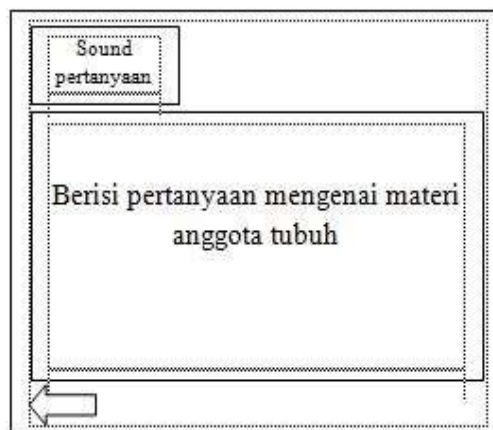 Sound
pertanyaan
Berisi pertanyaan mengenai materi
anggota tubuh